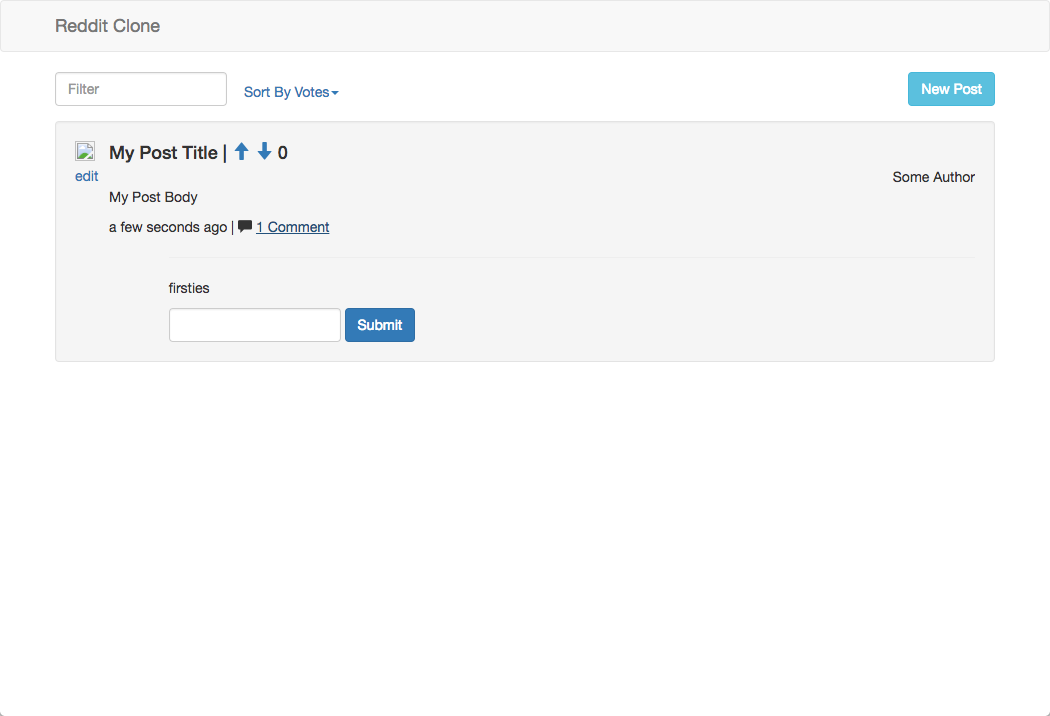 Reddit Clone
Filter
Sort By Votes
New Post
My Post Title | 0
edit
Some Author
My Post Body
a few seconds ago | 1 Comment
firsties
Submit